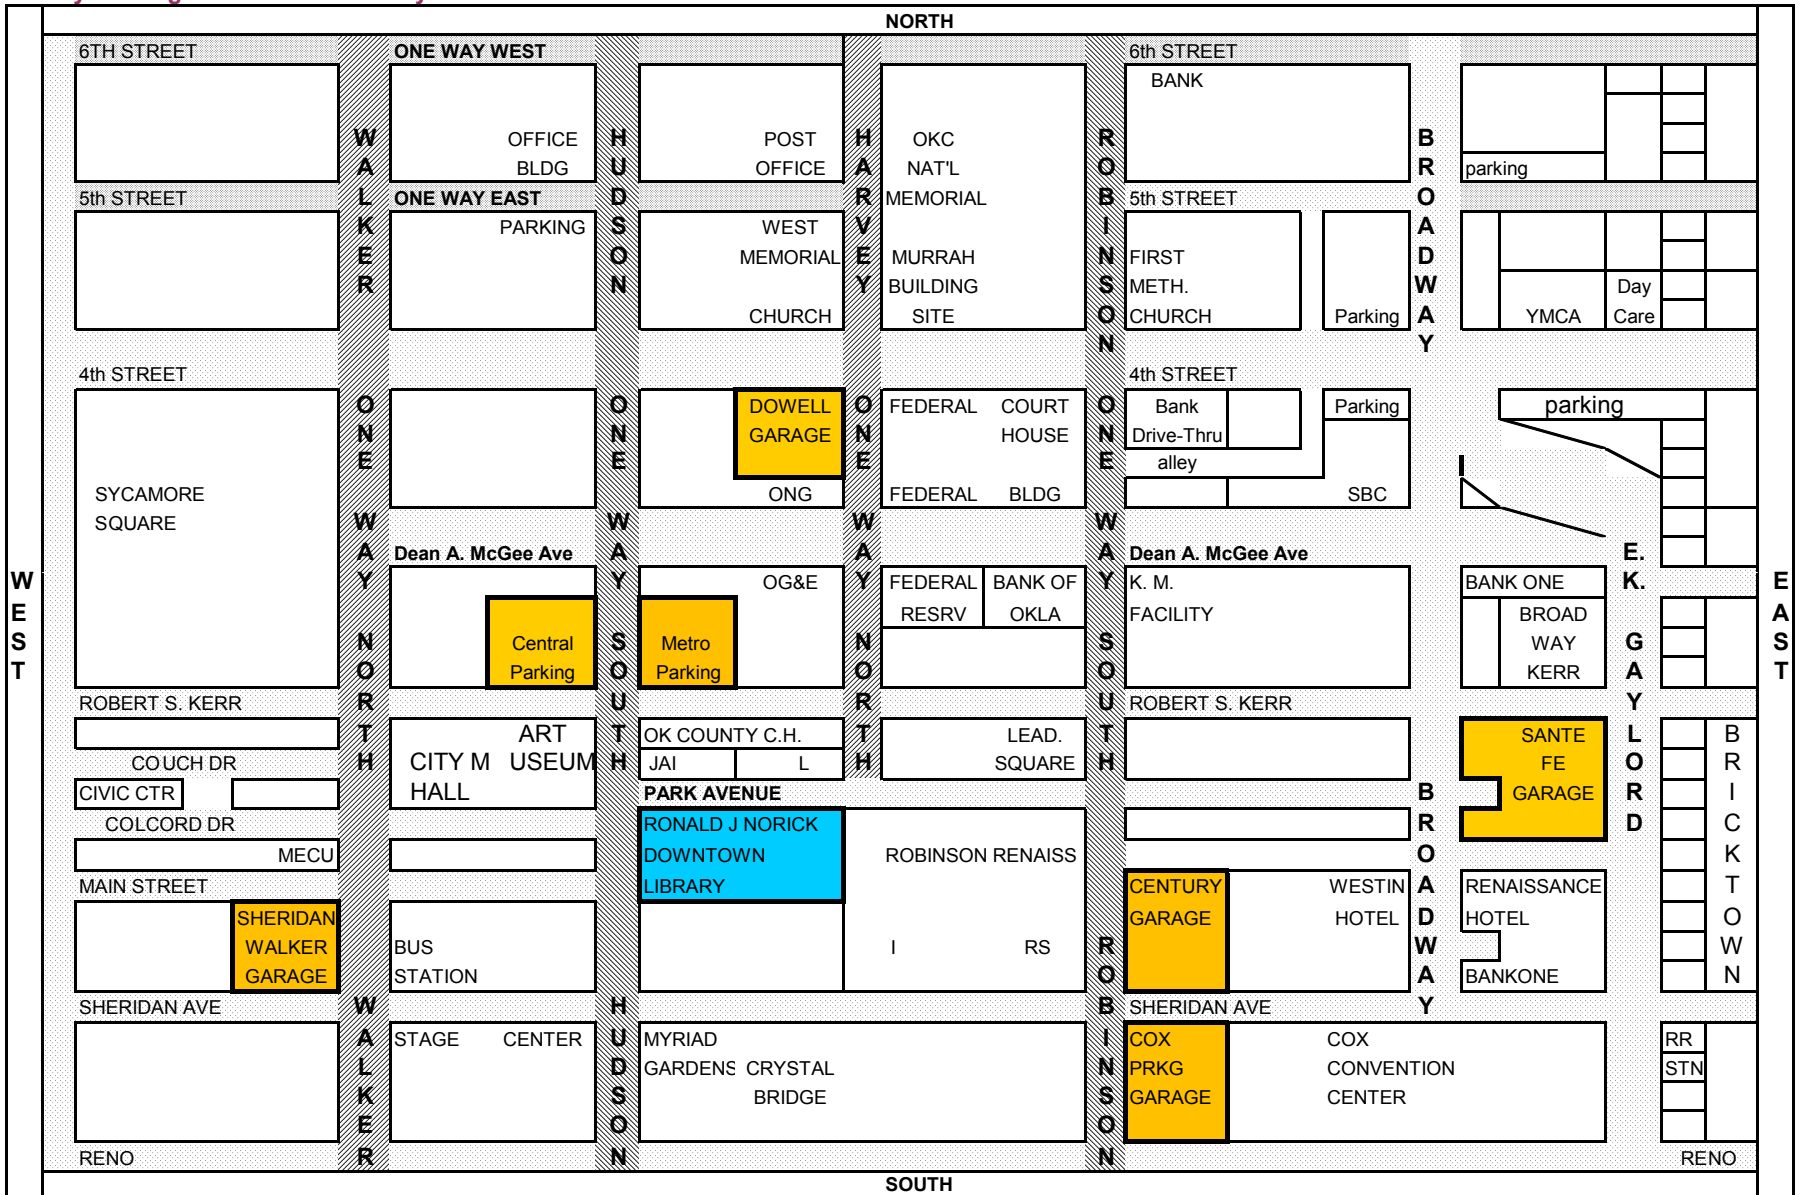 NORTH
6TH STREET
ONE WAY WEST
6th STREET
BANK
OFFICE
BLDG
POST
OFFICE
OKC
NAT'L
MEMORIAL
parking
5th STREET
ONE WAY EAST
5th STREET
PARKING
WEST
MEMORIAL
CHURCH
MURRAH
BUILDING
SITE
FIRST
METH.
CHURCH
Parking
YMCA
Day
Care
WALKER
HUDSON
HARVEY
ROBINSON
BROADWAY
4th STREET
4th STREET
SYCAMORE
SQUARE
DOWELL
GARAGE
ONG
FEDERAL COURT
HOUSE
FEDERAL BLDG
Bank
Drive-Thru
alley
Parking
SBC
parking
ONE WAY NORTH
ONE WAY SOUTH
ONE WAY NORTH
ONE WAY SOUTH
E.K. GAYLORD
WEST
EAST
Dean A. McGee Ave
Dean A. McGee Ave
Central
Parking
Metro
Parking
OG&E
FEDERAL
RESRV
BANK OF
OKLA
K. M.
FACILITY
BANK ONE
BROAD
WAY
KERR
ROBERT S. KERR
ROBERT S. KERR
COUCH DR
CIVIC CTR
COLCORD DR
MECU
ART
CITY M USEUM
HALL
OK COUNTY C.H.
JAI L
LEAD.
SQUARE
SANTE
FE
GARAGE
BRICKTOWN
PARK AVENUE
RONALD J NORICK
DOWNTOWN
LIBRARY
ROBINSON RENAISS
I RS
BROADWAY
MAIN STREET
SHERIDAN
WALKER
GARAGE
BUS
STATION
CENTURY
GARAGE
WESTIN
HOTEL
RENAISSANCE
HOTEL
BANKONE
SHERIDAN AVE
SHERIDAN AVE
WALKER
HUDSON
ROBINSON
STAGE CENTER
MYRIAD
GARDENS CRYSTAL
BRIDGE
COX
PRKG
GARAGE
COX
CONVENTION
CENTER
RR
STN
RENO
RENO
SOUTH